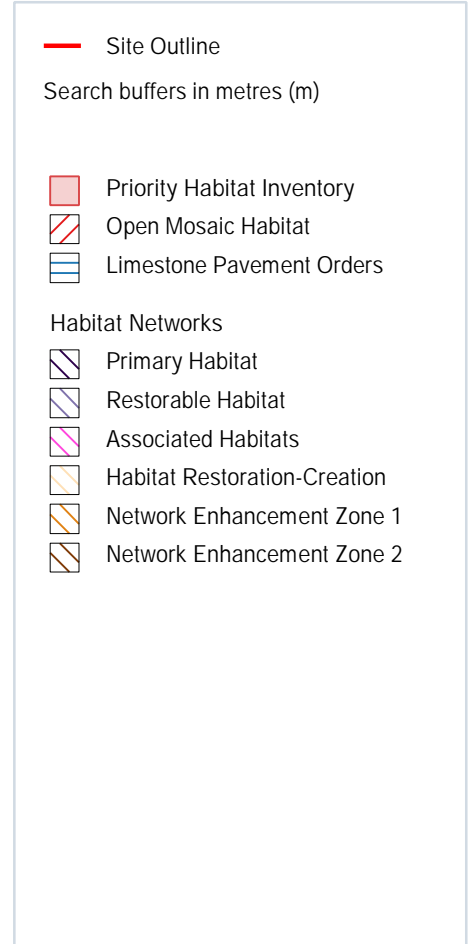 Site Outline
Search buffers in metres (m)
Priority Habitat Inventory
Open Mosaic Habitat
Limestone Pavement Orders
Habitat Networks
Primary Habitat
Restorable Habitat
Associated Habitats
Habitat Restoration-Creation
Network Enhancement Zone 1
Network Enhancement Zone 2